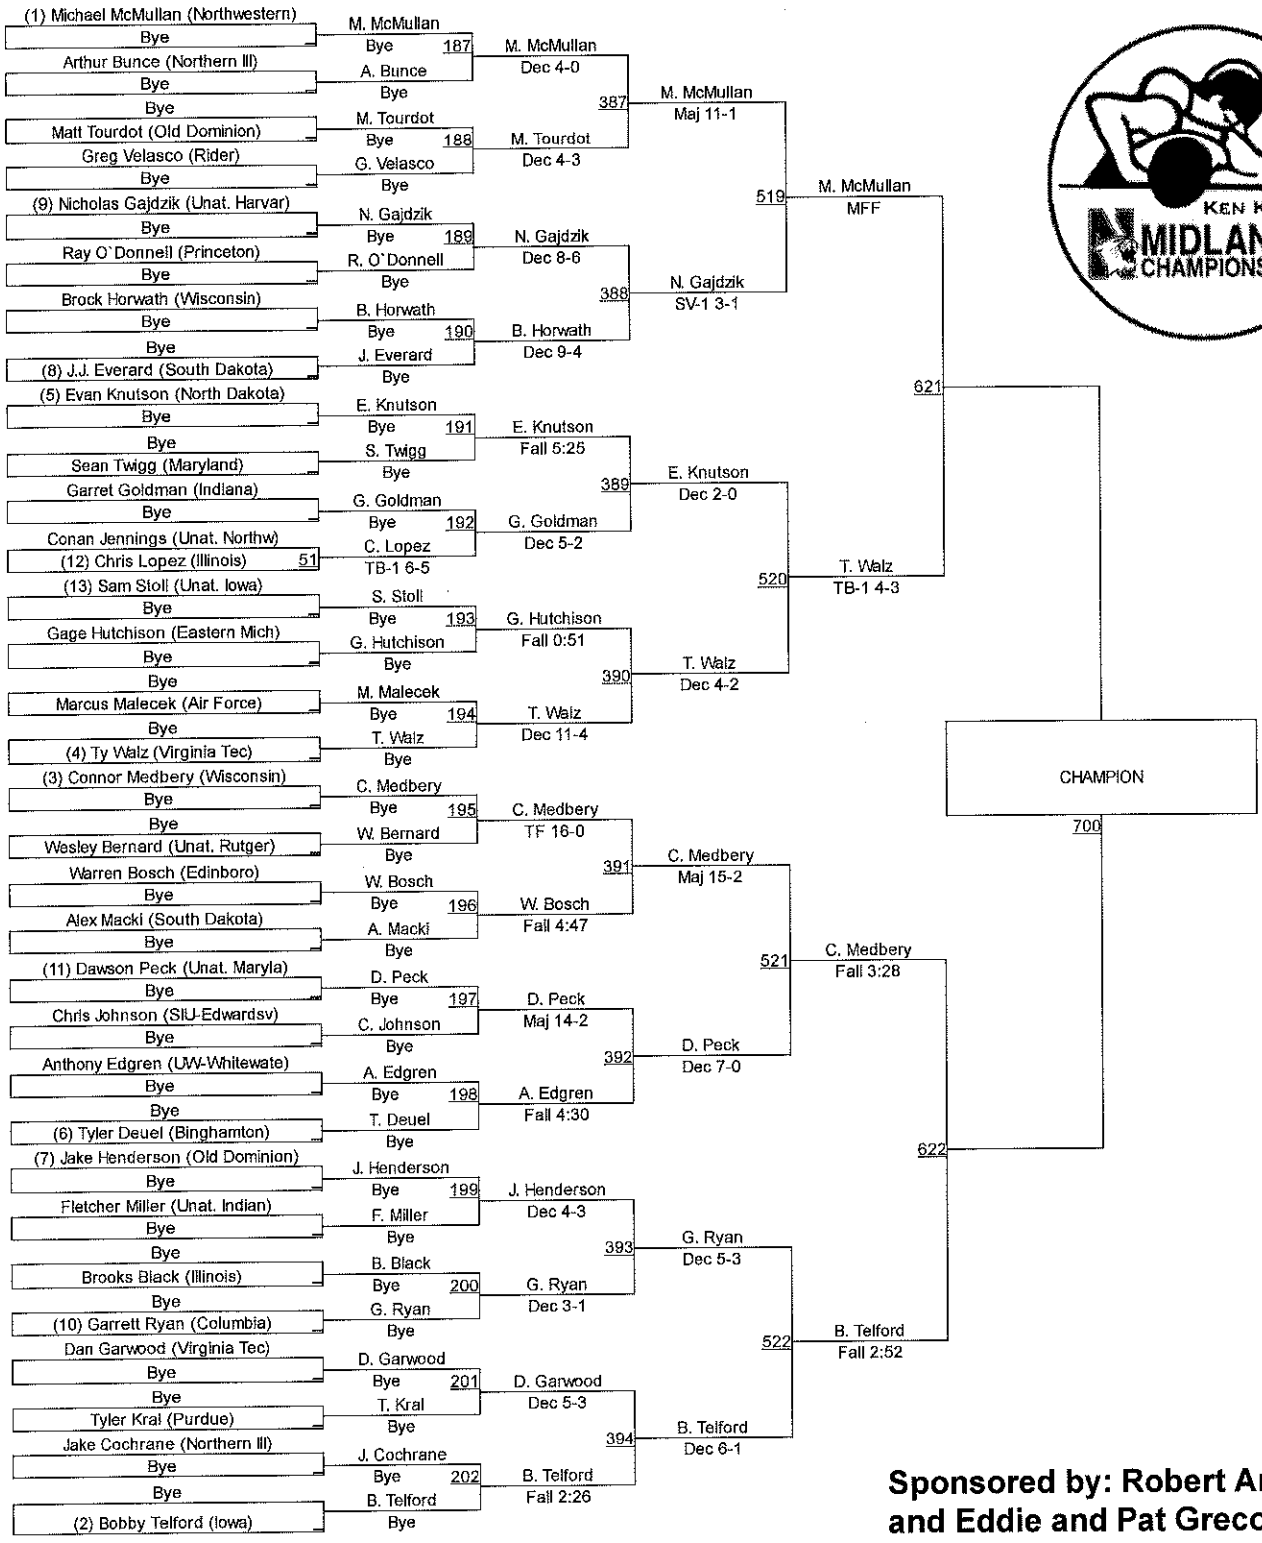 (1) Michael McMullan (Northwestern)
Bye
Arthur Bunce (Northern Ill)
Bye
Bye
Matt Tourdot (Old Dominion)
Greg Velasco (Rider)
Bye
(9) Nicholas Gajdzik (Unat. Harvar)
Bye
Ray O`Donnell (Princeton)
Bye
Brock Horwath (Wisconsin)
Bye
Bye
(8) J.J. Everard (South Dakota)
(5) Evan Knutson (North Dakota)
Bye
Bye
Sean Twigg (Maryland)
Garret Goldman (Indiana)
Bye
Conan Jennings (Unat. Northw)
(12) Chris Lopez (Illinois) 51
(13) Sam Stoll (Unat. Iowa)
Bye
Gage Hutchison (Eastern Mich)
Bye
Bye
Marcus Malecek (Air Force)
Bye
(4) Ty Walz (Virginia Tec)
(3) Connor Medbery (Wisconsin)
Bye
Bye
Wesley Bernard (Unat. Rutger)
Warren Bosch (Edinboro)
Bye
Alex Macki (South Dakota)
Bye
(11) Dawson Peck (Unat. Maryla)
Bye
Chris Johnson (SIU-Edwardsv)
Bye
Anthony Edgren (UW-Whitewate)
Bye
Bye
(6) Tyler Deuel (Binghamton)
(7) Jake Henderson (Old Dominion)
Bye
Fletcher Miller (Unat. Indian)
Bye
Bye
Brooks Black (Illinois)
Bye
(10) Garrett Ryan (Columbia)
Dan Garwood (Virginia Tec)
Bye
Bye
Tyler Kral (Purdue)
Jake Cochrane (Northern Ill)
Bye
Bye
(2) Bobby Telford (Iowa)
M. McMullan
Bye 187
A. Bunce
Bye
M. Tourdot
Bye 188
G. Velasco
Bye
N. Gajdzik
Bye 189
R. O`Donnell
Bye
B. Horwath
Bye 190
J. Everard
Bye
E. Knutson
Bye 191
S. Twigg
Bye
G. Goldman
Bye 192
C. Lopez
TB-1 6-5
S. Stoll
Bye 193
G. Hutchison
Bye
M. Malecek
Bye 194
T. Walz
Bye
C. Medbery
Bye 195
W. Bernard
Bye
W. Bosch
Bye 196
A. Macki
Bye
D. Peck
Bye 197
C. Johnson
Bye
A. Edgren
Bye 198
T. Deuel
Bye
J. Henderson
Bye 199
F. Miller
Bye
B. Black
Bye 200
G. Ryan
Bye
D. Garwood
Bye 201
T. Kral
Bye
J. Cochrane
Bye 202
B. Telford
Bye
M. McMullan
Dec 4-0
387
M. Tourdot
Dec 4-3
N. Gajdzik
Dec 8-6
388
B. Horwath
Dec 9-4
E. Knutson
Fall 5:25
389
G. Goldman
Dec 5-2
G. Hutchison
Fall 0:51
390
T. Walz
Dec 11-4
C. Medbery
TF 16-0
391
W. Bosch
Fall 4:47
D. Peck
Maj 14-2
392
A. Edgren
Fall 4:30
J. Henderson
Dec 4-3
393
G. Ryan
Dec 3-1
D. Garwood
Dec 5-3
394
B. Telford
Fall 2:26
M. McMullan
Maj 11-1
519
N. Gajdzik
SV-1 3-1
E. Knutson
Dec 2-0
520
T. Walz
Dec 4-2
C. Medbery
Maj 15-2
521
D. Peck
Dec 7-0
G. Ryan
Dec 5-3
522
B. Telford
Dec 6-1
M. McMullan
MFF
621
T. Walz
TB-1 4-3
C. Medbery
Fall 3:28
622
B. Telford
Fall 2:52
CHAMPION
700
KEN
MIDLAN
CHAMPIONS
Sponsored by: Robert
and Eddie and Pat Greco